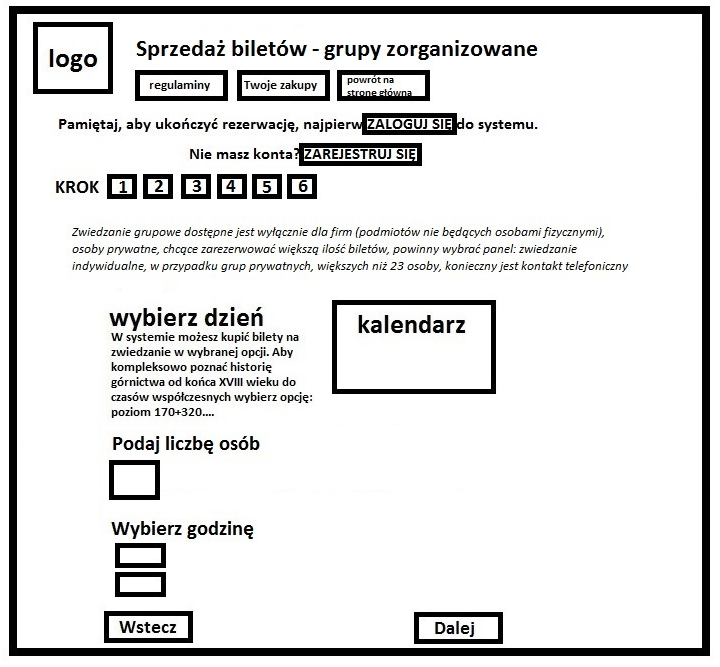 logo
Sprzedaż biletów - grupy zorganizowane
regulaminy
Twoje zakupy
powrót na
stronę główną
Pamiętaj, aby ukończyć rezerwację, najpierw ZALOGUJ SIĘ do systemu.
Nie masz konta? ZAREJESTRUJ SIĘ
KROK 1 2 3 4 5 6
Zwiedzanie grupowe dostępne jest wyłącznie dla firm (podmiotów nie będących osobami fizycznymi),
osoby prywatne, chcące zarezerwować większą ilość biletów, powinny wybrać panel: zwiedzanie
indywidualne, w przypadku grup prywatnych, większych niż 23 osoby, konieczny jest kontakt telefoniczny
wybierz dzień
W systemie możesz kupić bilety na
zwiedzanie w wybranej opcji. Aby
kompleksowo poznać historię
górnictwa od końca XVIII wieku do
czasów współczesnych wybierz opcję:
poziom 170+320....
kalendarz
Podaj liczbę osób
Wybierz godzinę
Wstecz
Dalej